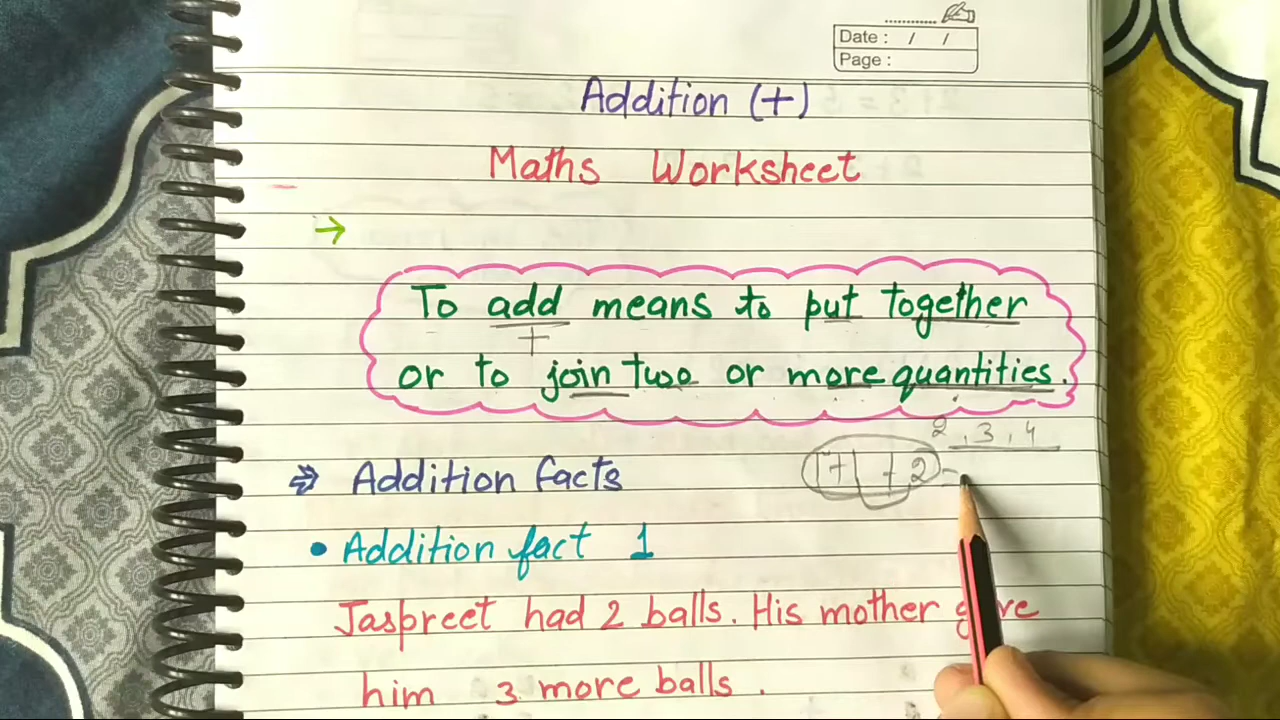 Date : / /
Page :
Addition (+)
Maths Worksheet
→
To add means to put together
+
or to join two or more quantities.
2, 3, 4
1+1+2=
⇒ Addition facts
• Addition fact 1
Jaspreet had 2 balls. His mother gave
him 3 more balls.